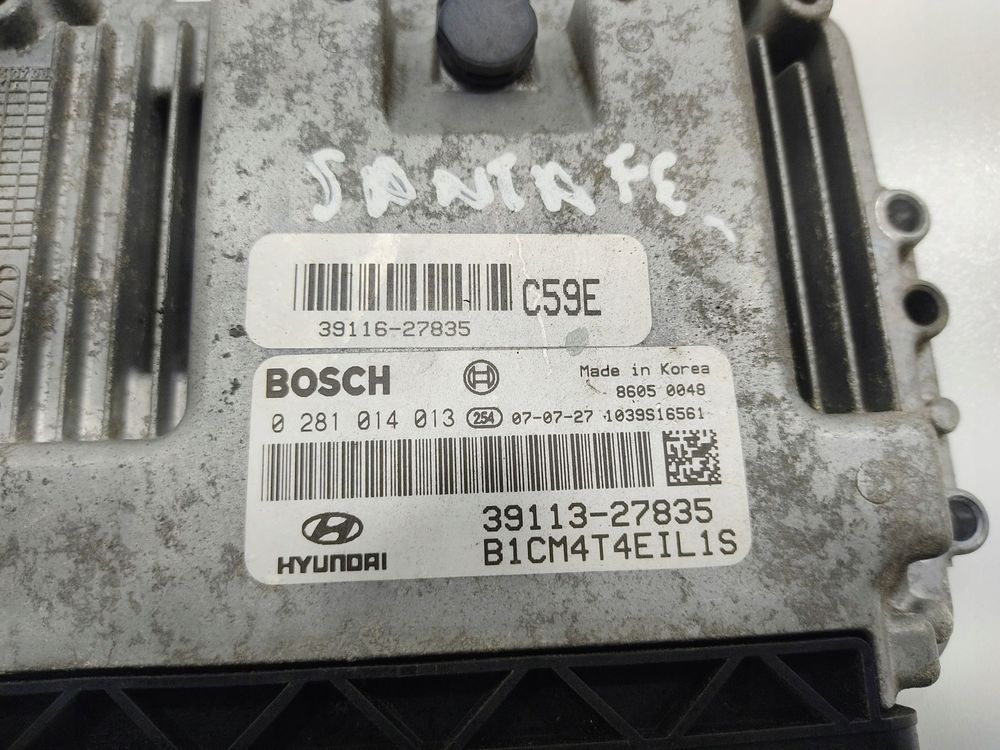 SANTA FE
C59E
39116-27835
BOSCH
Made in Korea
8605 0048
0 281 014 013 254 07-07-27 1039S16561
39113-27835
HYUNDAI
B1CM4T4EIL1S